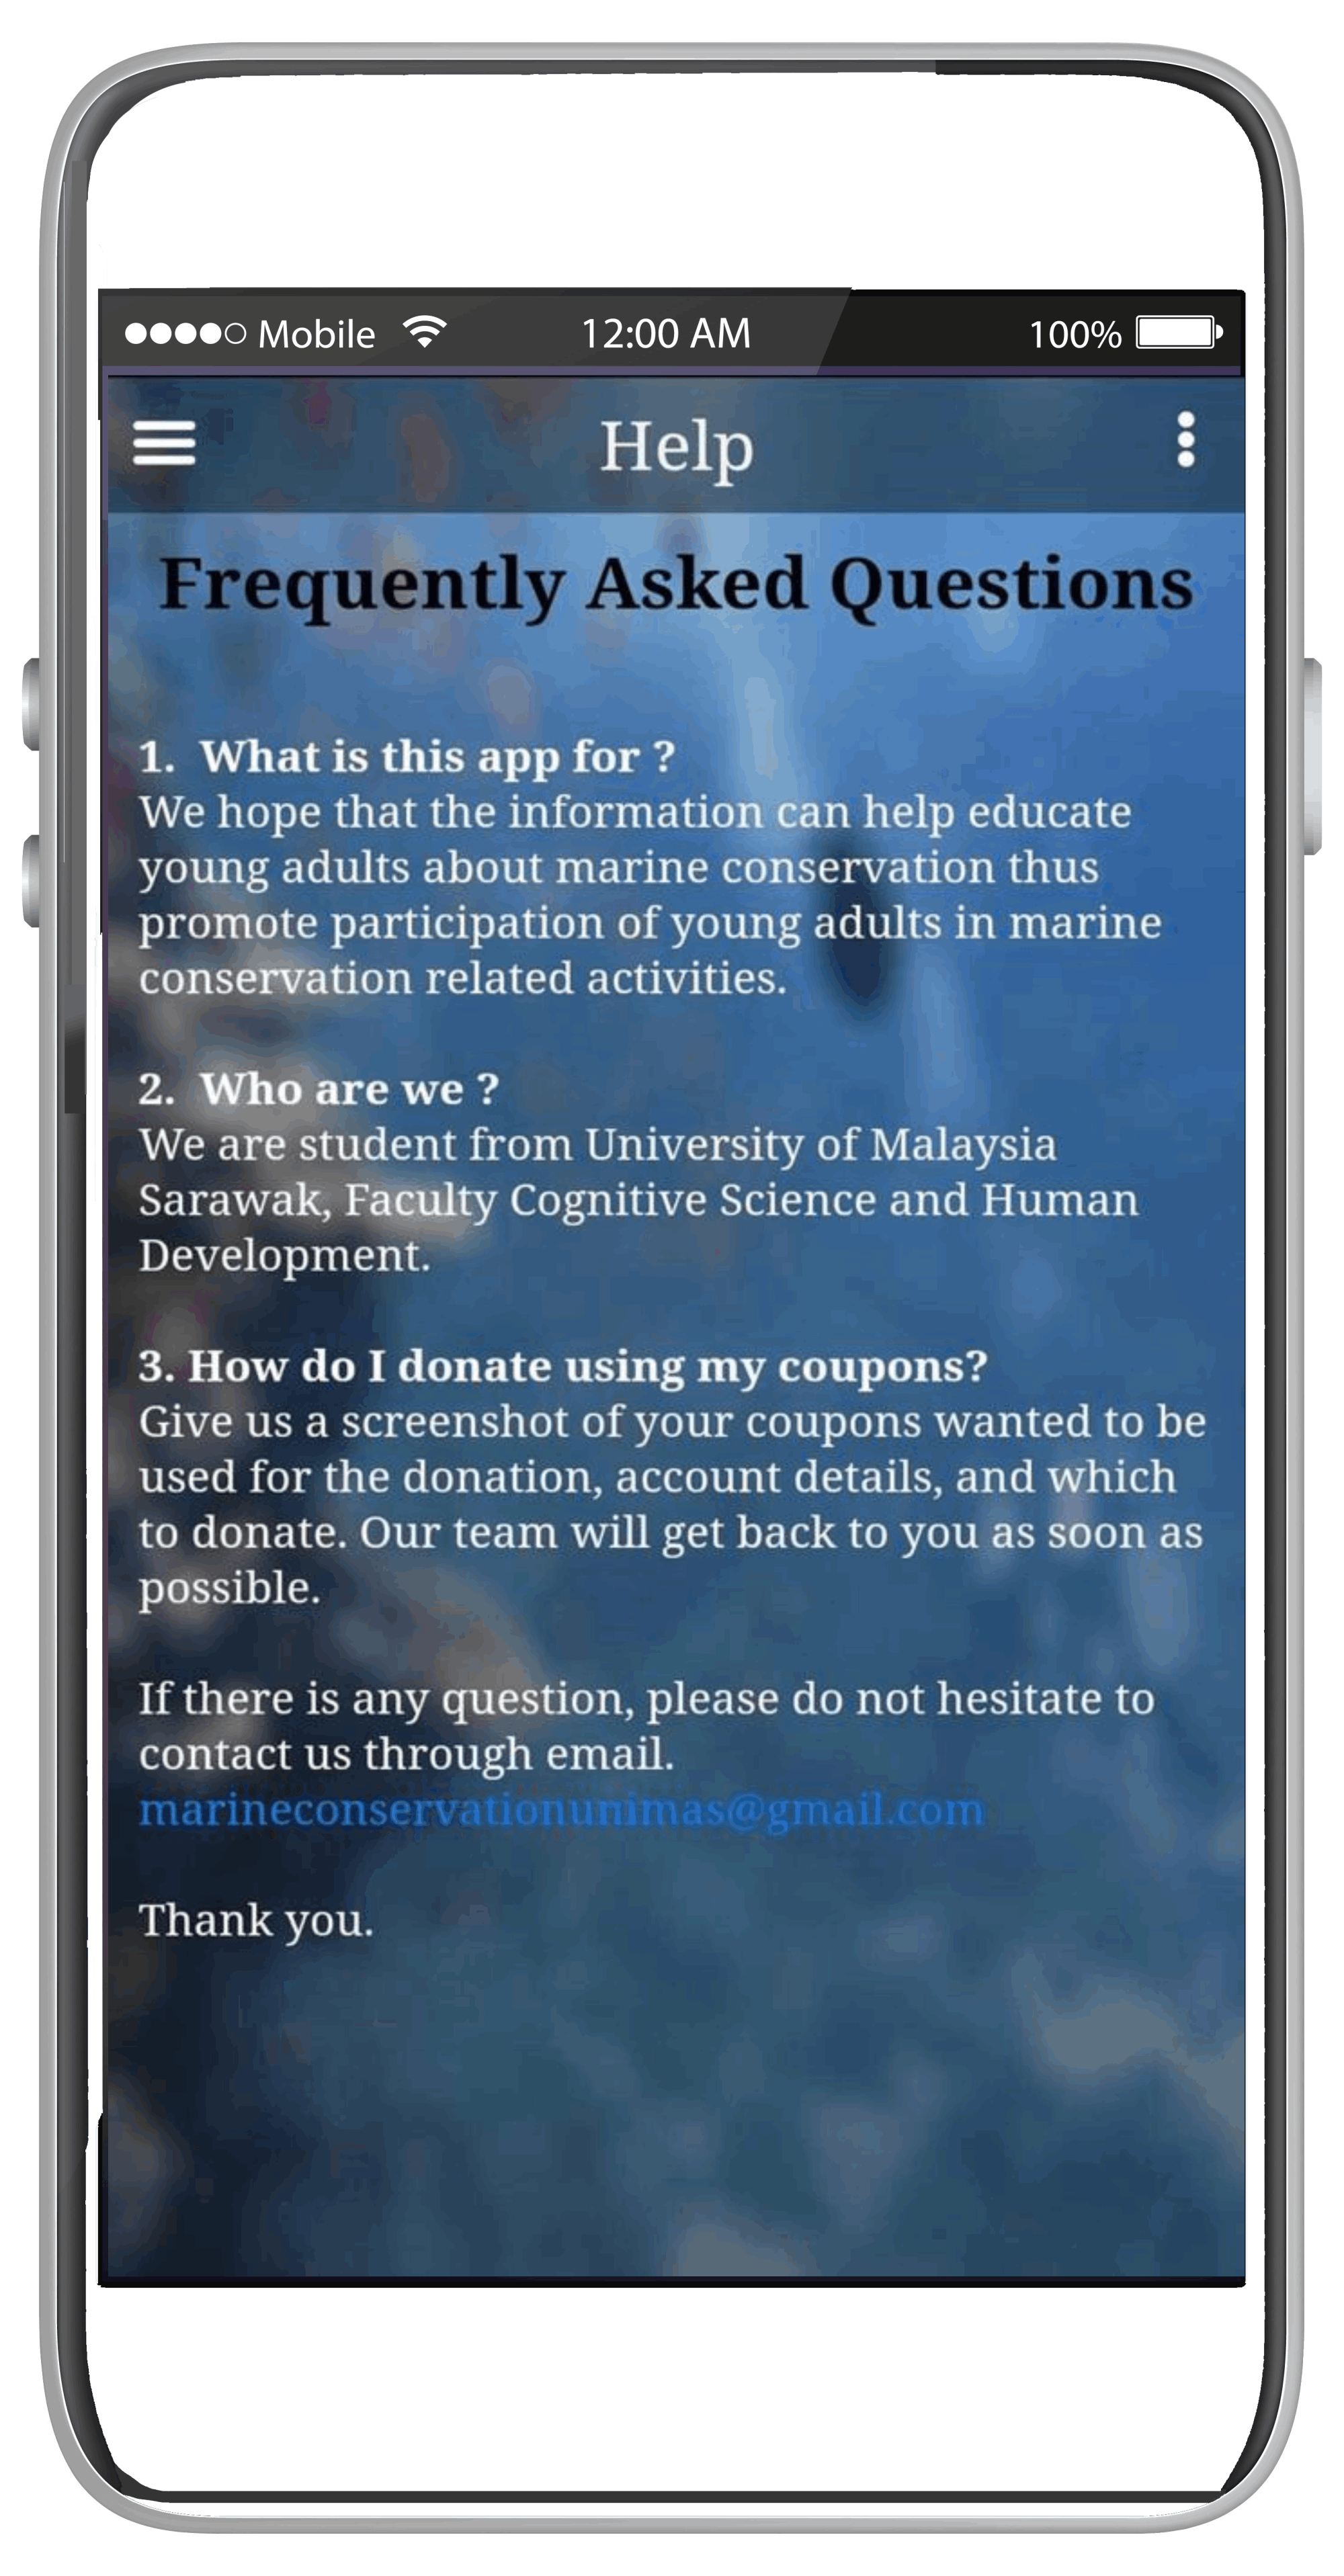 Mobile 12:00 AM 100%
Help
Frequently Asked Questions
1. What is this app for ?
We hope that the information can help educate
young adults about marine conservation thus
promote participation of young adults in marine
conservation related activities.
2. Who are we ?
We are student from University of Malaysia
Sarawak, Faculty Cognitive Science and Human
Development.
3. How do I donate using my coupons?
Give us a screenshot of your coupons wanted to be
used for the donation, account details, and which
to donate. Our team will get back to you as soon as
possible.
If there is any question, please do not hesitate to
contact us through email.
marineconservationunimas@gmail.com
Thank you.